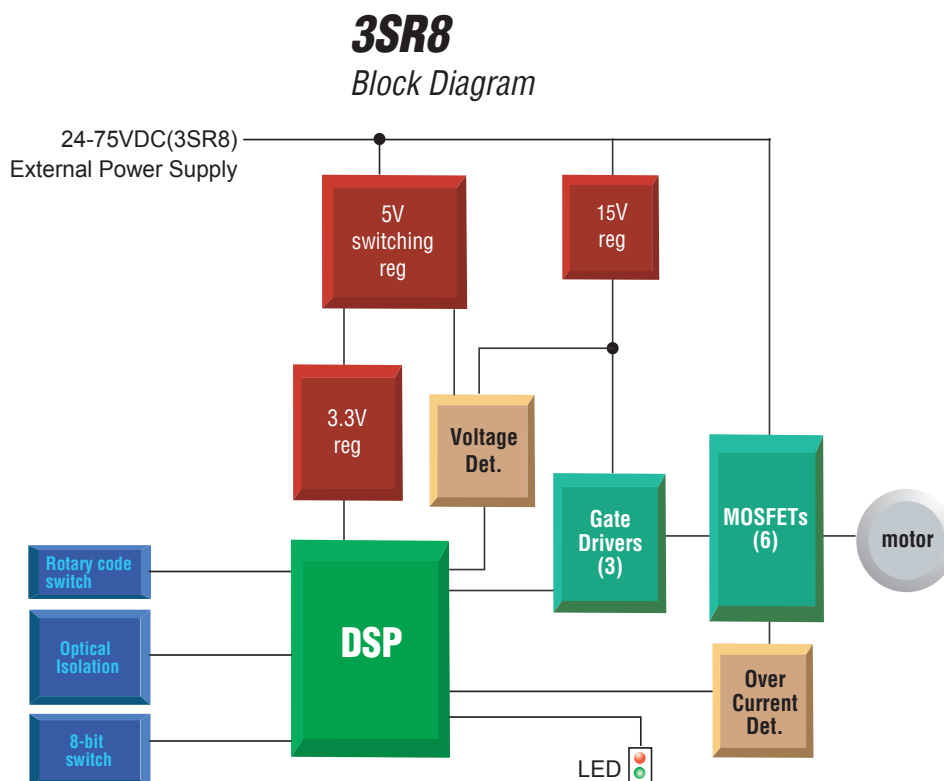 3SR8
Block Diagram
24-75VDC(3SR8)
External Power Supply
5V
switching
reg
15V
reg
3.3V
reg
Voltage
Det.
Gate
Drivers
(3)
MOSFETs
(6)
motor
Rotary code
switch
Optical
Isolation
8-bit
switch
DSP
Over
Current
Det.
LED